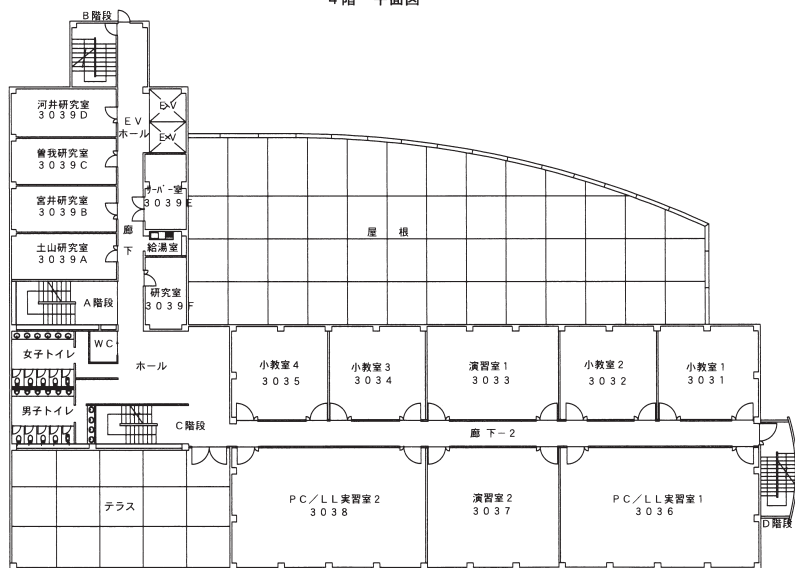 4階 平面図
B階段
EV
ホール
EV
EV
河井研究室
3039D
曽我研究室
3039C
宮井研究室
3039B
土山研究室
3039A
サーバー室
3039E
廊
下
給湯室
研究室
3039F
屋 根
A階段
WC
女子トイレ
男子トイレ
ホール
C階段
小教室4
3035
小教室3
3034
演習室1
3033
小教室2
3032
小教室1
3031
廊下-2
テラス
PC/LL実習室2
3038
演習室2
3037
PC/LL実習室1
3036
D階段